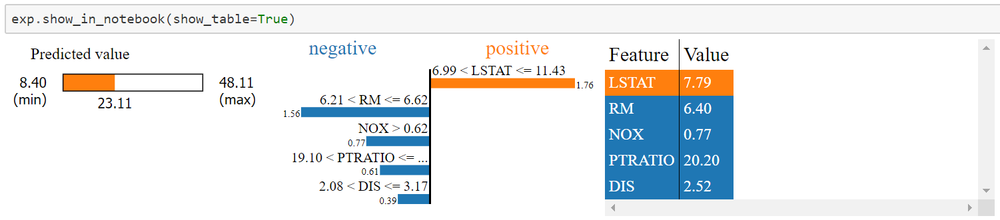 exp.show_in_notebook(show_table=True)
Predicted value
8.40
(min)
23.11
48.11
(max)
negative
positive
6.99 < LSTAT <= 11.43
1.76
6.21 < RM <= 6.62
1.56
NOX > 0.62
0.77
19.10 < PTRATIO <= ...
0.61
2.08 < DIS <= 3.17
0.39
Feature Value
LSTAT 7.79
RM 6.40
NOX 0.77
PTRATIO 20.20
DIS 2.52